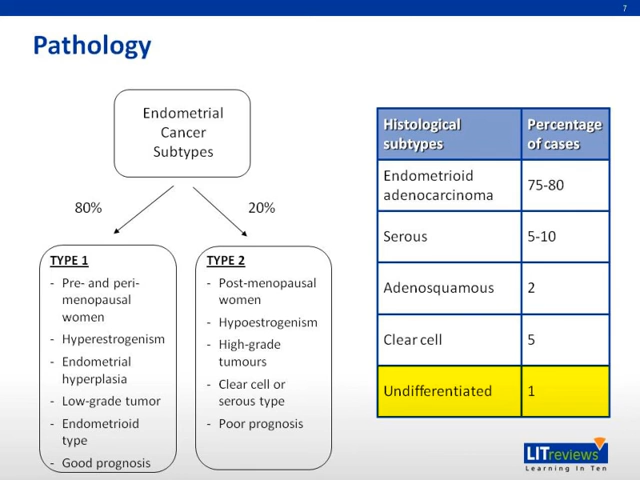 7
Pathology
Endometrial
Cancer
Subtypes
80%
20%
TYPE 1
- Pre- and peri-
menopausal
women
- Hyperestrogenism
- Endometrial
hyperplasia
- Low-grade tumor
- Endometrioid
type
- Good prognosis
TYPE 2
- Post-menopausal
women
- Hypoestrogenism
- High-grade
tumours
- Clear cell or
serous type
- Poor prognosis
Histological
subtypes
Percentage
of cases
Endometrioid
adenocarcinoma
75-80
Serous
5-10
Adenosquamous
2
Clear cell
5
Undifferentiated
1
LITreviews
Learning In Ten